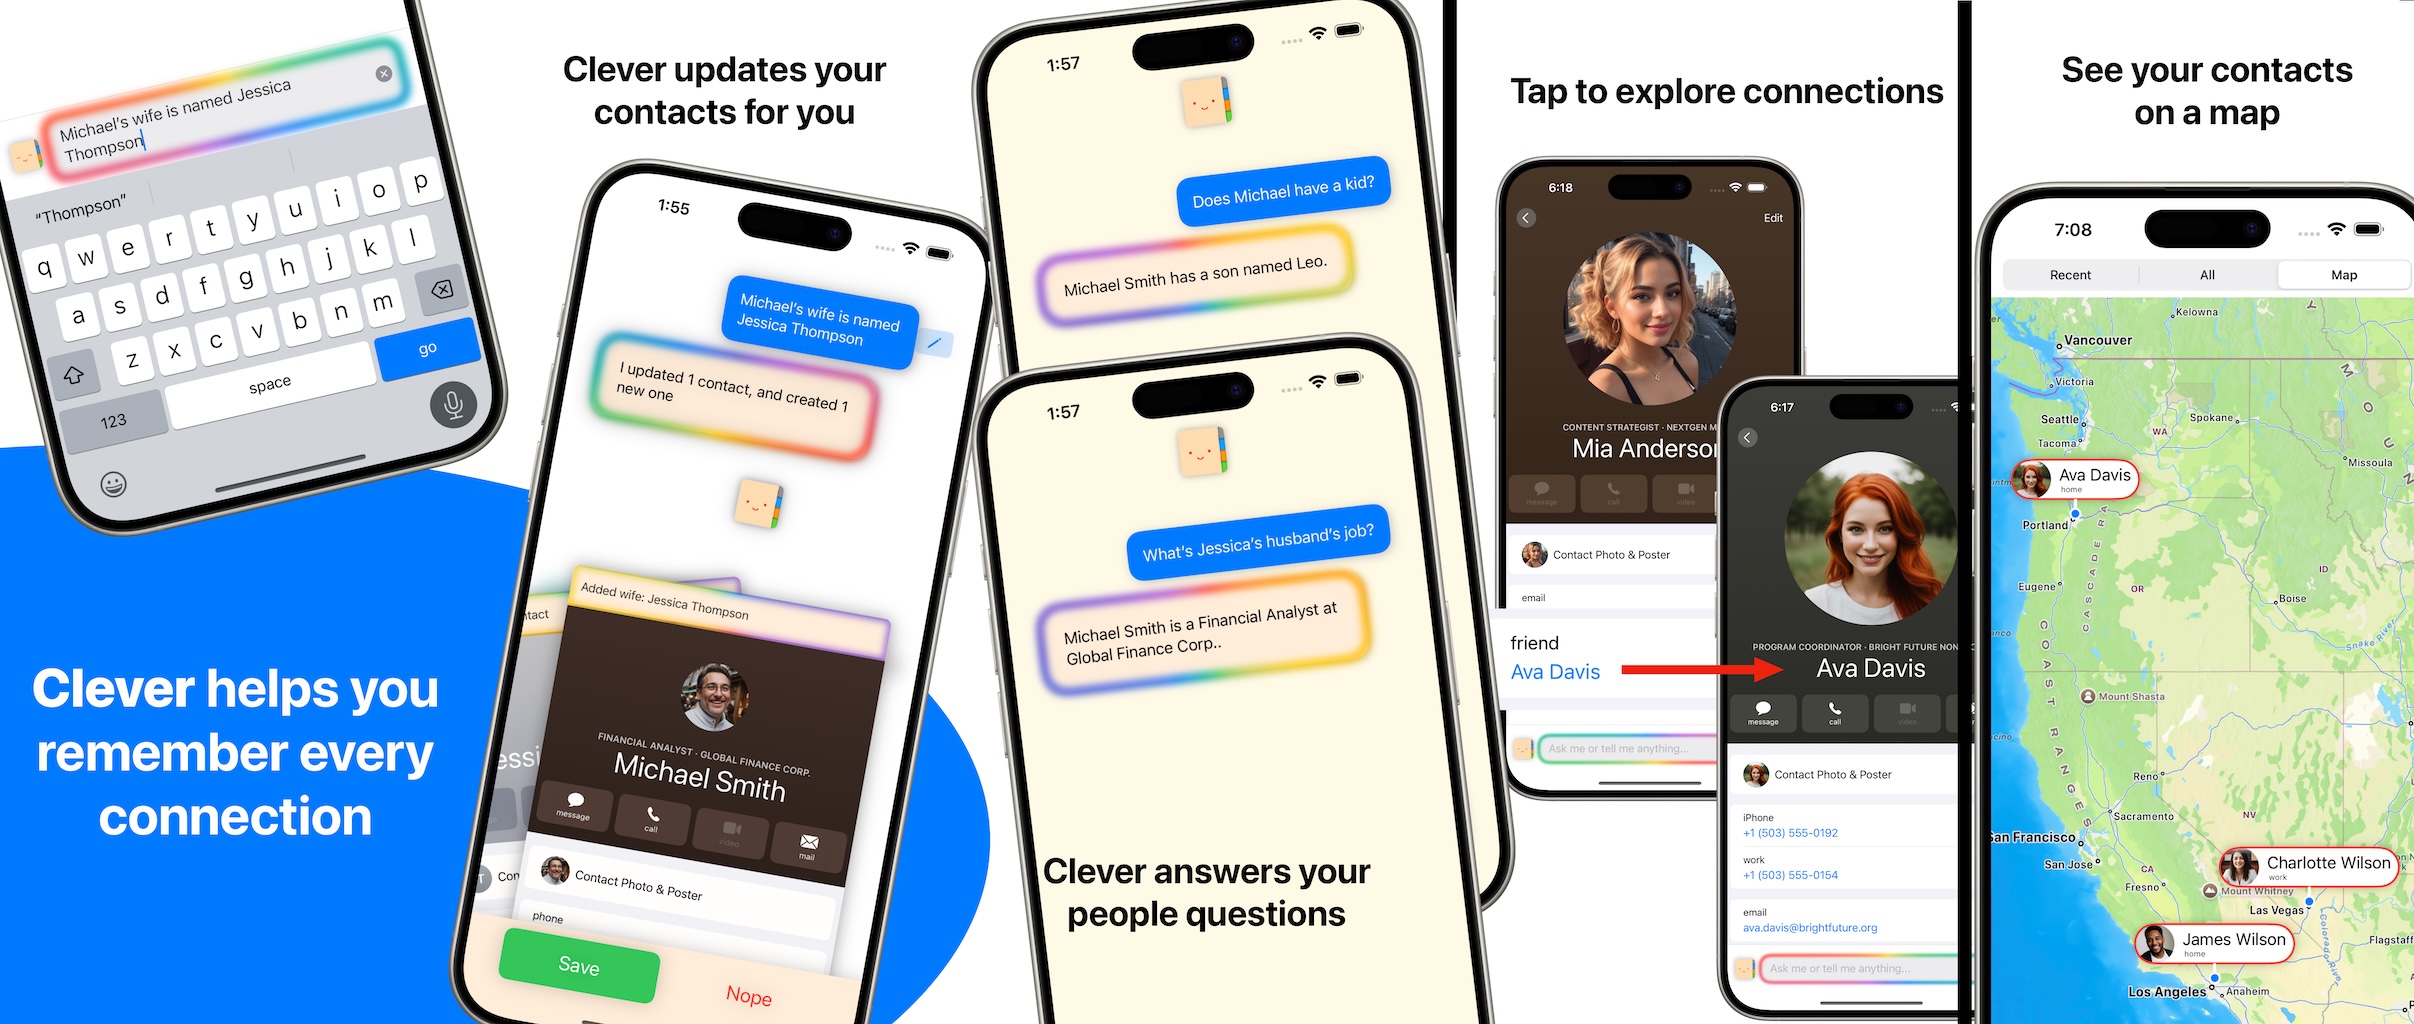 Michael's wife is named Jessica
Thompson
"Thompson"
q w e r t y u i o p
a s d f g h j k l
z x c v b n m
123
space
go
Clever helps you
remember every
connection
Clever updates your
contacts for you
1:55
Michael's wife is named
Jessica Thompson
I updated 1 contact, and created 1
new one
Added wife: Jessica Thompson
FINANCIAL ANALYST · GLOBAL FINANCE CORP.
Michael Smith
message
call
video
mail
Contact Photo & Poster
phone
Save
Nope
1:57
Does Michael have a kid?
Michael Smith has a son named Leo.
1:57
What's Jessica's husband's job?
Michael Smith is a Financial Analyst at
Global Finance Corp..
Clever answers your
people questions
Tap to explore connections
6:18
Edit
CONTENT STRATEGIST · NEXTGEN M
Mia Anderso
message
call
video
Contact Photo & Poster
email
friend
Ava Davis
Ask me or tell me anything...
6:17
PROGRAM COORDINATOR · BRIGHT FUTURE NON
Ava Davis
message
call
video
Contact Photo & Poster
iPhone
+1 (503) 555-0192
work
+1 (503) 555-0154
email
ava.davis@brightfuture.org
Ask me or tell me anything...
See your contacts
on a map
7:08
Recent
All
Map
Kelowna
Vancouver
Victoria
Seattle
Spokane
Tacoma
WA
Missoula
Ava Davis
home
Portland
CASCADE RA
Eugene
OR
ID
Boise
Snake River
COAST RANGES
Mount Shasta
Reno
Sacramento
NV
San Francisco
San Jose
CA
Fresno
Charlotte Wilson
work
Mount Whitney
Las Vegas
Colorado River
James Wilson
home
Flagstaff
Los Angeles
Anaheim